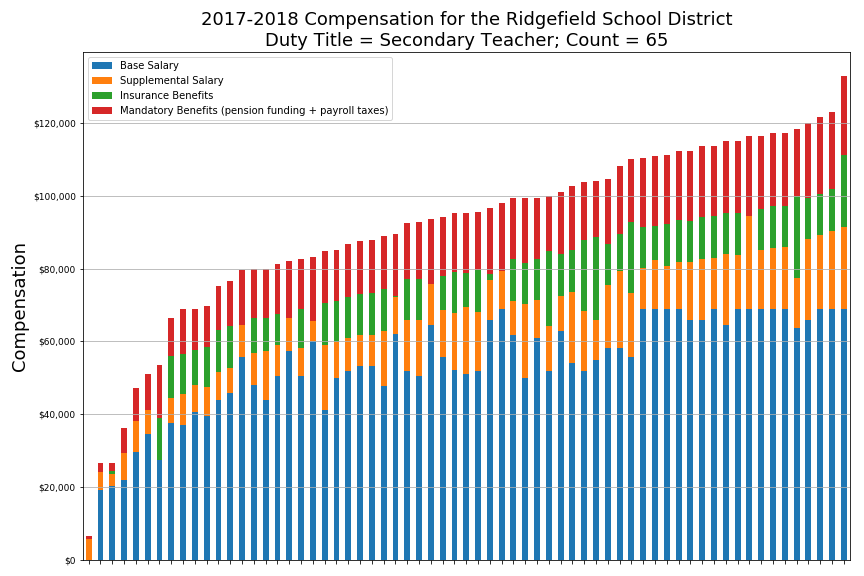 2017-2018 Compensation for the Ridgefield School District
Duty Title = Secondary Teacher; Count = 65
Base Salary
Supplemental Salary
Insurance Benefits
Mandatory Benefits (pension funding + payroll taxes)
$120,000
$100,000
$80,000
$60,000
$40,000
$20,000
$0
Compensation